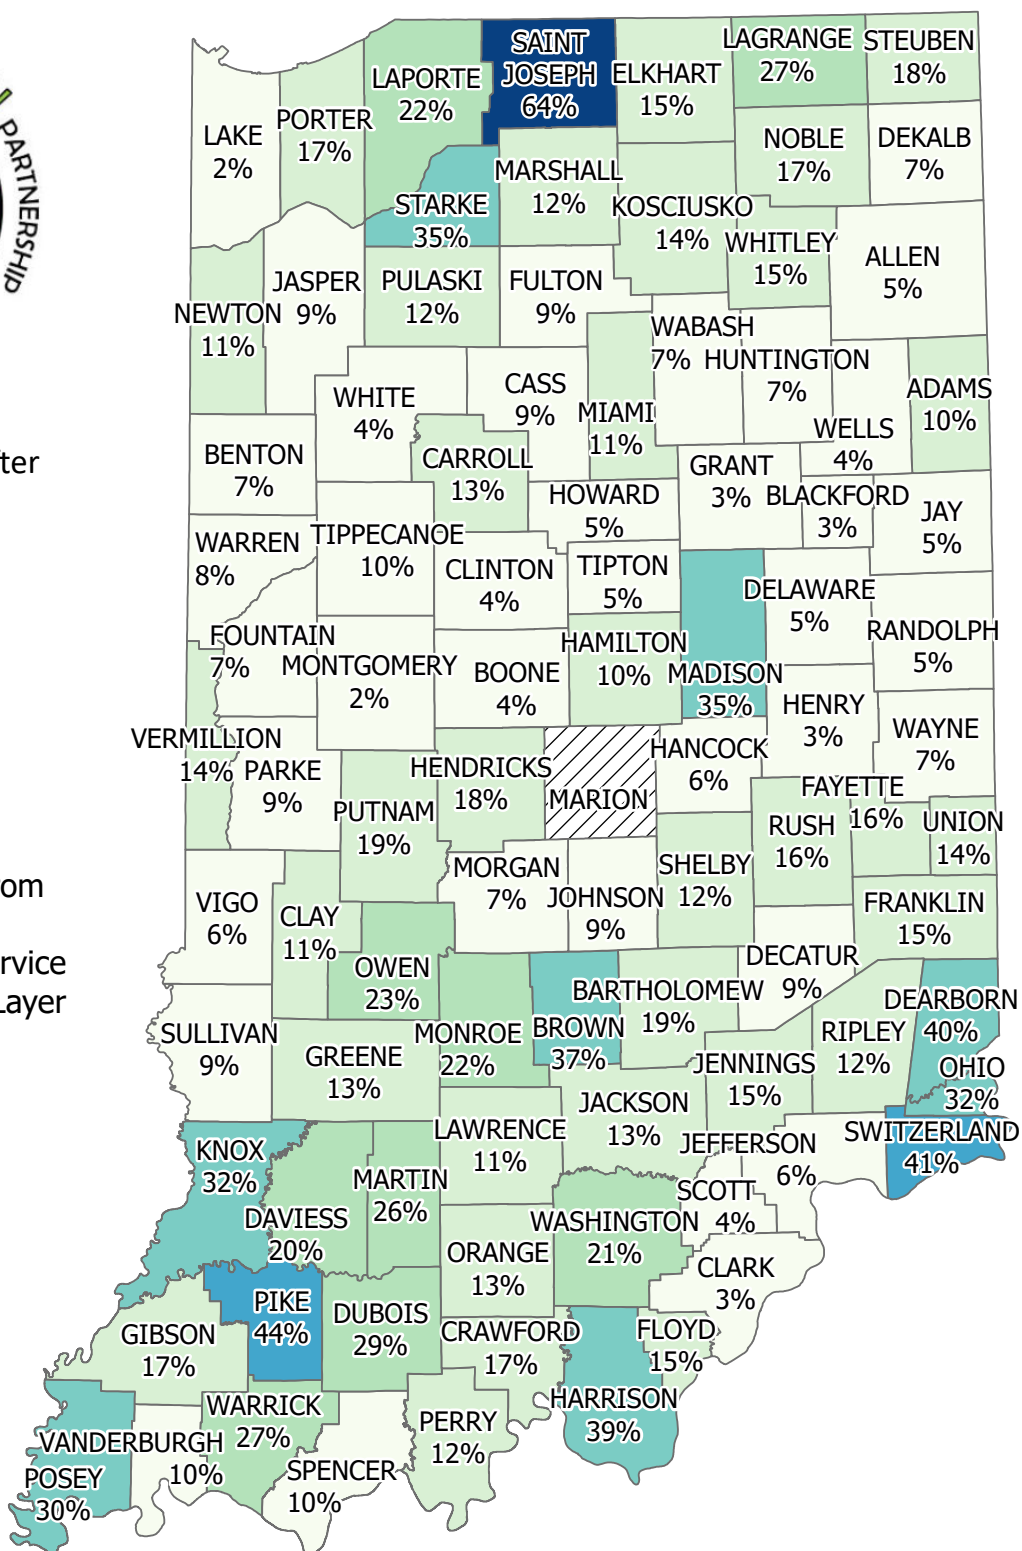 PARTNERSHIP
fter
rom
rvice
Layer
SAINT
JOSEPH
64%
LAGRANGE
27%
STEUBEN
18%
LAPORTE
22%
ELKHART
15%
PORTER
17%
LAKE
2%
NOBLE
17%
DEKALB
7%
MARSHALL
12%
STARKE
35%
KOSCIUSKO
14%
WHITLEY
15%
ALLEN
5%
JASPER
9%
PULASKI
12%
FULTON
9%
NEWTON
11%
WABASH
7%
HUNTINGTON
7%
WHITE
4%
CASS
9%
MIAMI
11%
ADAMS
10%
WELLS
4%
BENTON
7%
CARROLL
13%
GRANT
3%
HOWARD
5%
BLACKFORD
3%
JAY
5%
WARREN
8%
TIPPECANOE
10%
CLINTON
4%
TIPTON
5%
DELAWARE
5%
RANDOLPH
5%
FOUNTAIN
7%
MONTGOMERY
2%
BOONE
4%
HAMILTON
10%
MADISON
35%
HENRY
3%
WAYNE
7%
VERMILLION
14%
PARKE
9%
HENDRICKS
18%
MARION
HANCOCK
6%
FAYETTE
16%
PUTNAM
19%
RUSH
16%
UNION
14%
MORGAN
7%
JOHNSON
9%
SHELBY
12%
VIGO
6%
CLAY
11%
FRANKLIN
15%
OWEN
23%
DECATUR
9%
BARTHOLOMEW
19%
DEARBORN
40%
SULLIVAN
9%
GREENE
13%
MONROE
22%
BROWN
37%
JENNINGS
15%
RIPLEY
12%
OHIO
32%
JACKSON
13%
LAWRENCE
11%
JEFFERSON
6%
SWITZERLAND
41%
KNOX
32%
MARTIN
26%
SCOTT
4%
DAVIESS
20%
WASHINGTON
21%
ORANGE
13%
CLARK
3%
PIKE
44%
DUBOIS
29%
GIBSON
17%
CRAWFORD
17%
FLOYD
15%
HARRISON
39%
WARRICK
27%
PERRY
12%
VANDERBURGH
10%
POSEY
30%
SPENCER
10%